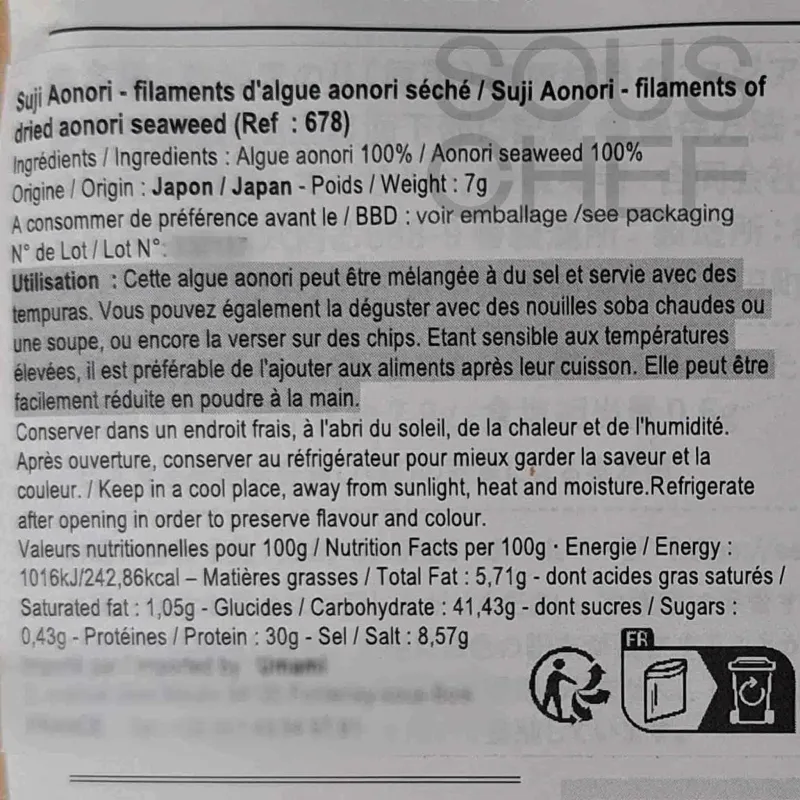 SOUS
CHEF
Suji Aonori - filaments d'algue aonori séché / Suji Aonori - filaments of
dried aonori seaweed (Ref : 678)
Ingrédients / Ingredients : Algue aonori 100% / Aonori seaweed 100%
Origine / Origin : Japon / Japan - Poids / Weight : 7g
A consommer de préférence avant le / BBD : voir emballage /see packaging
N° de Lot / Lot N°:
Utilisation : Cette algue aonori peut être mélangée à du sel et servie avec des
tempuras. Vous pouvez également la déguster avec des nouilles soba chaudes ou
une soupe, ou encore la verser sur des chips. Etant sensible aux températures
élevées, il est préférable de l'ajouter aux aliments après leur cuisson. Elle peut être
facilement réduite en poudre à la main.
Conserver dans un endroit frais, à l'abri du soleil, de la chaleur et de l'humidité.
Après ouverture, conserver au réfrigérateur pour mieux garder la saveur et la
couleur. / Keep in a cool place, away from sunlight, heat and moisture.Refrigerate
after opening in order to preserve flavour and colour.
Valeurs nutritionnelles pour 100g / Nutrition Facts per 100g · Energie / Energy :
1016kJ/242,86kcal – Matières grasses / Total Fat : 5,71g - dont acides gras saturés /
Saturated fat : 1,05g - Glucides / Carbohydrate : 41,43g - dont sucres / Sugars :
0,43g - Protéines / Protein : 30g - Sel / Salt : 8,57g
FR